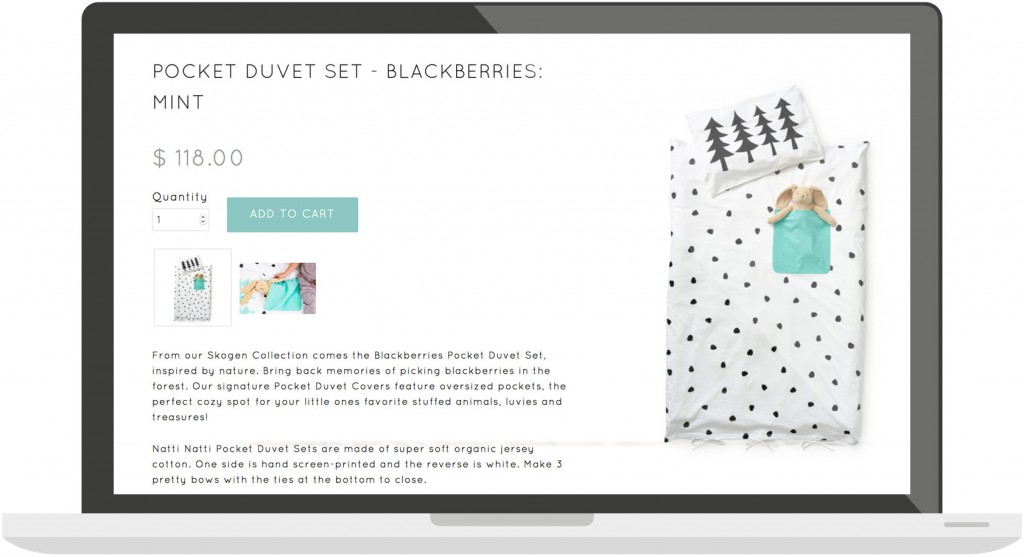 POCKET DUVET SET - BLACKBERRIES:
MINT
$ 118.00
Quantity
1
ADD TO CART
From our Skogen Collection comes the Blackberries Pocket Duvet Set,
inspired by nature. Bring back memories of picking blackberries in the
forest. Our signature Pocket Duvet Covers feature oversized pockets, the
perfect cozy spot for your little ones favorite stuffed animals, luvies and
treasures!
Natti Natti Pocket Duvet Sets are made of super soft organic jersey
cotton. One side is hand screen-printed and the reverse is white. Make 3
pretty bows with the ties at the bottom to close.